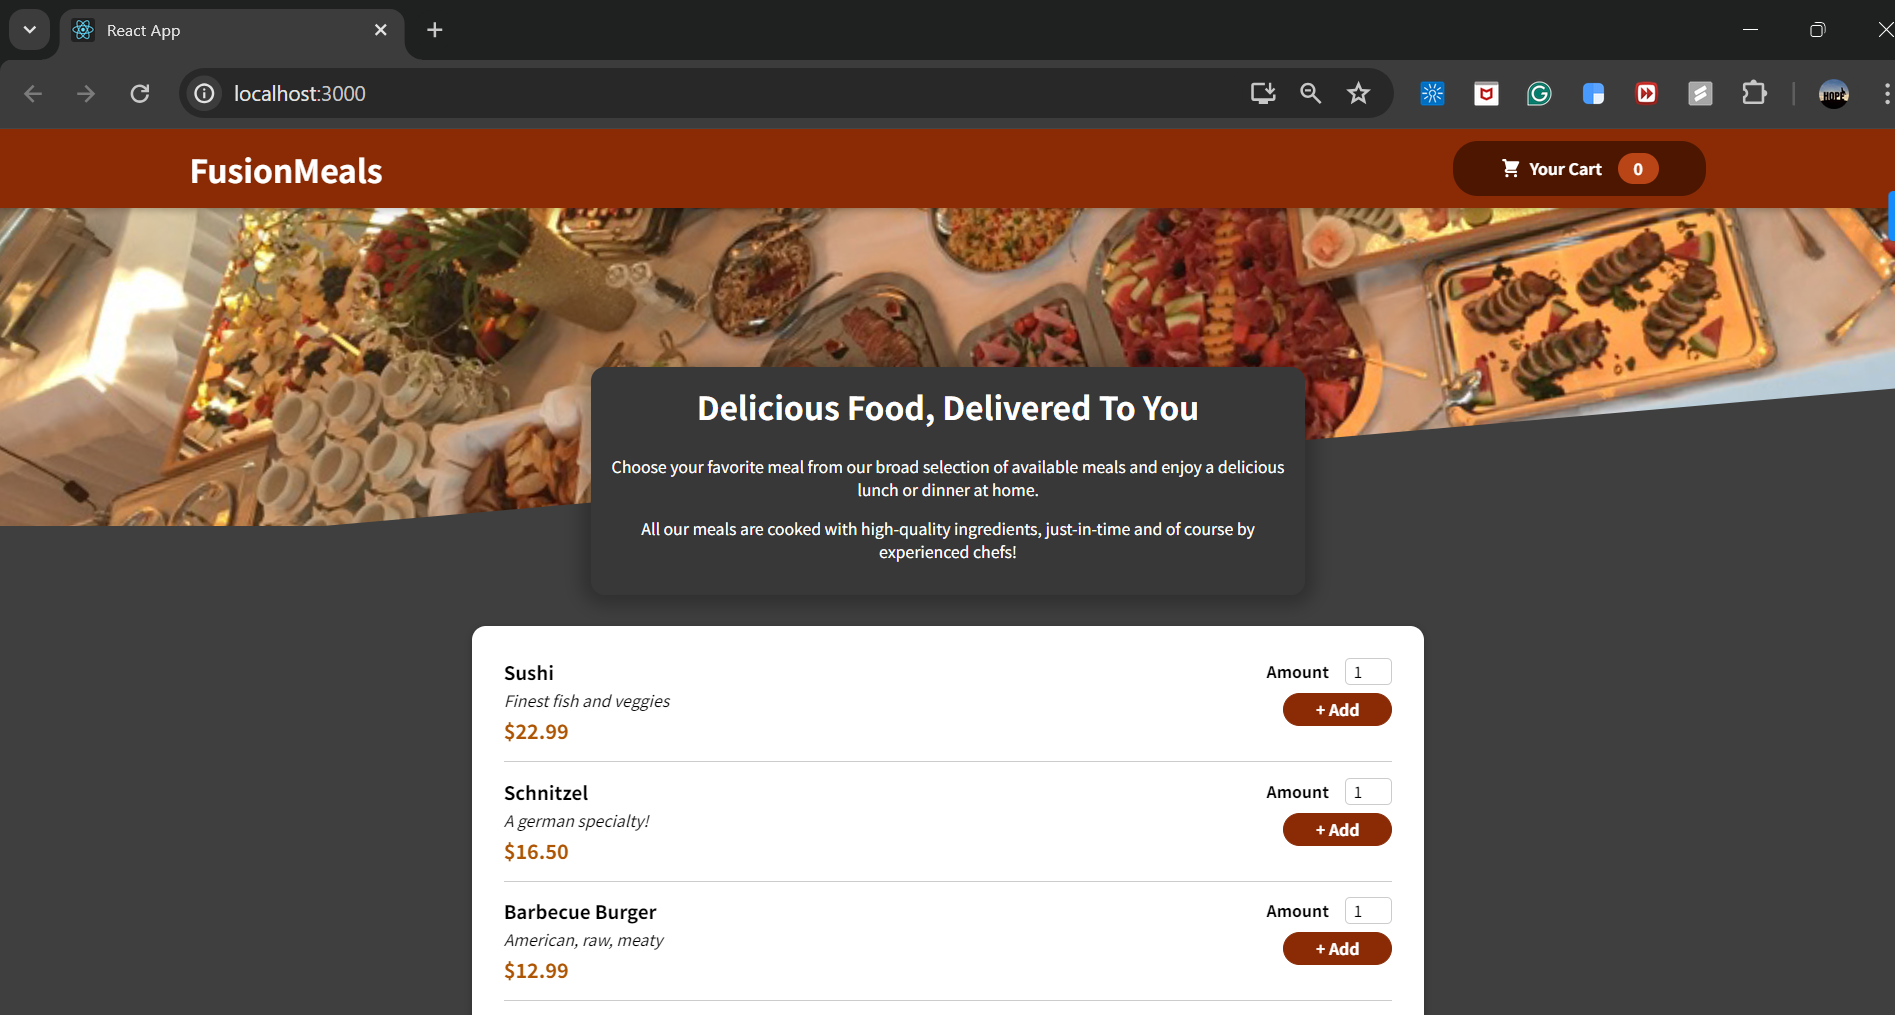 React App
localhost:3000
HOPE
FusionMeals
Your Cart 0
Delicious Food, Delivered To You
Choose your favorite meal from our broad selection of available meals and enjoy a delicious
lunch or dinner at home.
All our meals are cooked with high-quality ingredients, just-in-time and of course by
experienced chefs!
Sushi
Amount 1
Finest fish and veggies
+ Add
$22.99
Schnitzel
Amount 1
A german specialty!
+ Add
$16.50
Barbecue Burger
Amount 1
American, raw, meaty
+ Add
$12.99